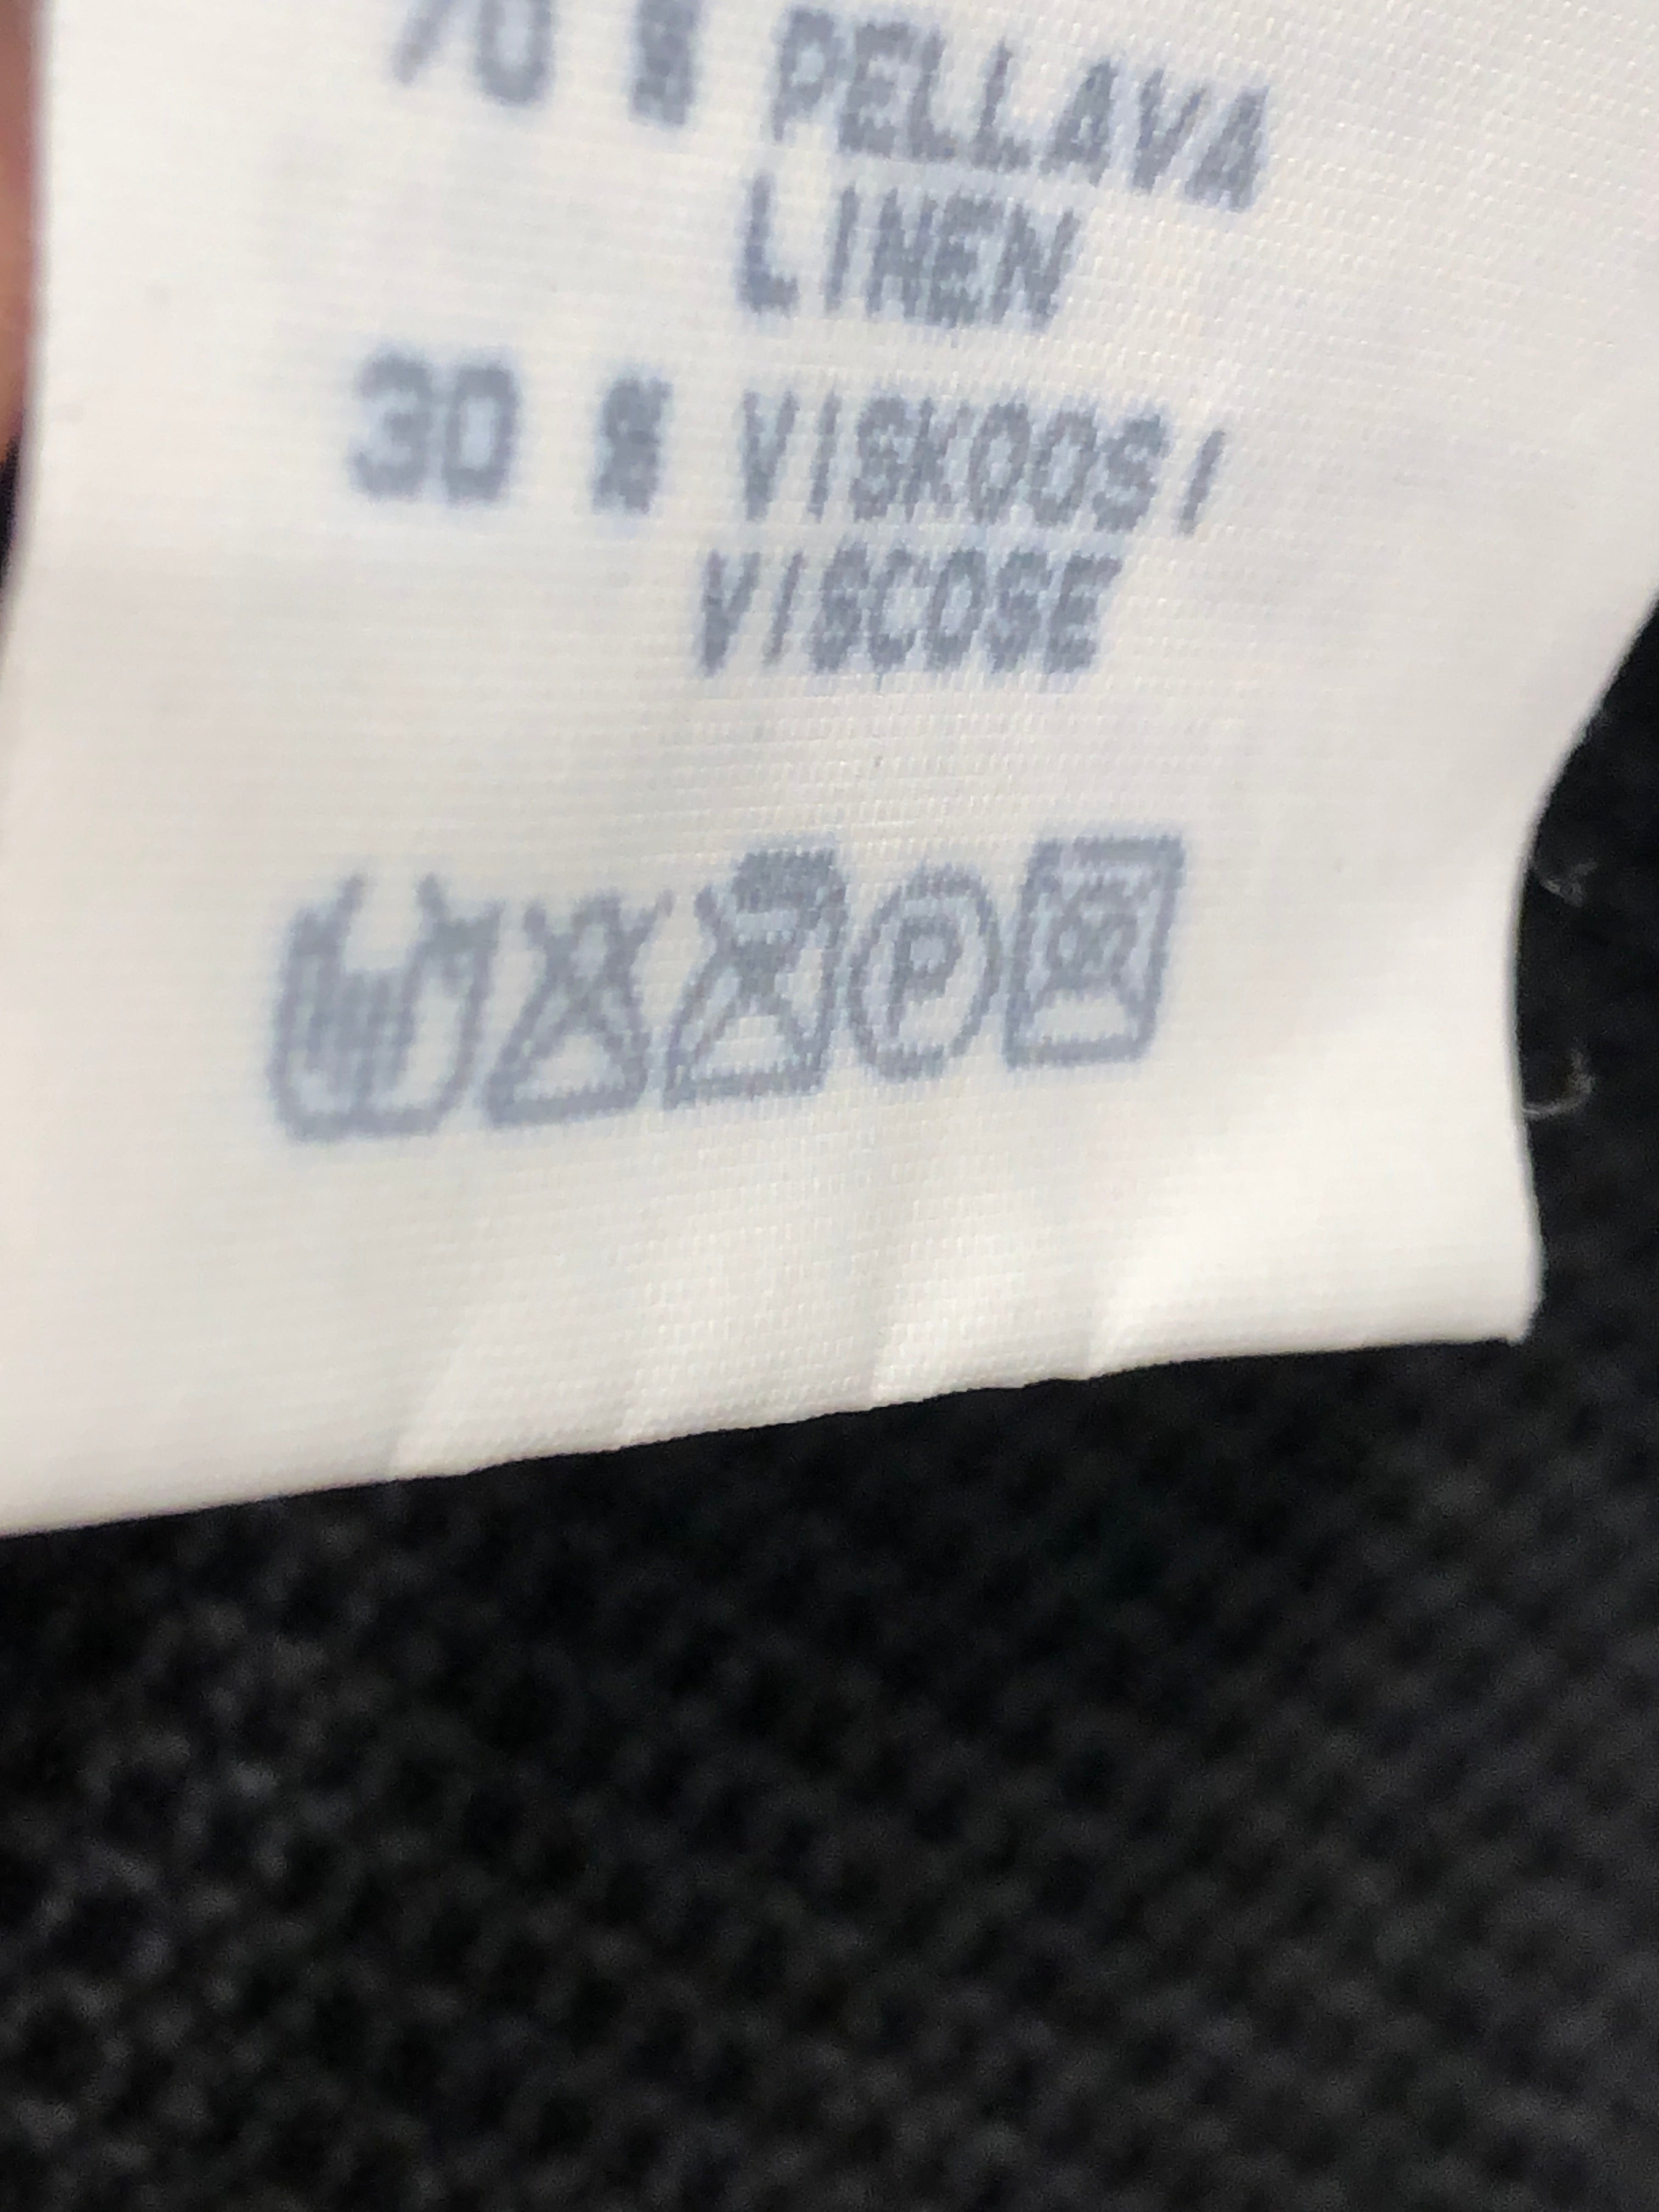 70 % PELLAVA
LINEN
30 % VISKOOSI
VISCOSE
P